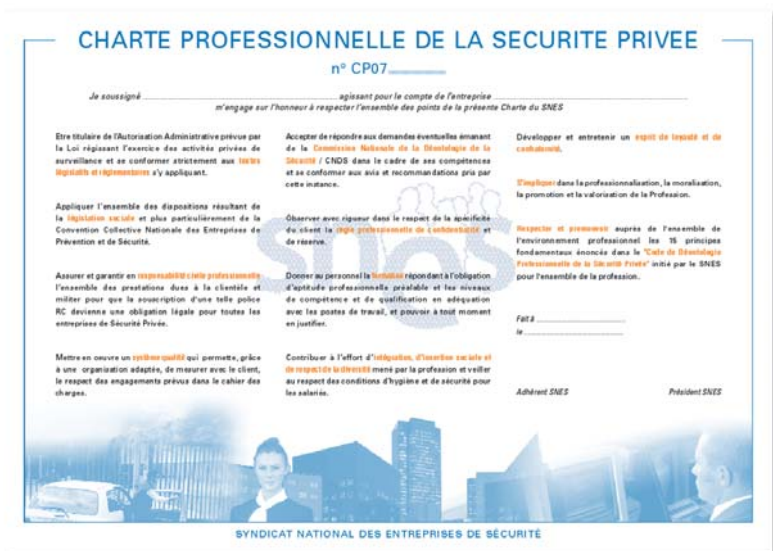 CHARTE PROFESSIONNELLE DE LA SECURITE PRIVEE
n° CP07
Je soussigné agissant pour le compte de l'entreprise
m'engage sur l'honneur à respecter l'ensemble des points de la présente Charte du SNES
Etre titulaire de l'Autorisation Administrative prévue par
la Loi régissant l'exercice des activités privées de
surveillance et se conformer strictement aux textes
législatifs et règlementaires s'y appliquant.
Appliquer l'ensemble des dispositions résultant de
la législation sociale et plus particulièrement de la
Convention Collective Nationale des Entreprises de
Prévention et de Sécurité.
Assurer et garantir en responsabilité civile professionnelle
l'ensemble des prestations dues à la clientèle et
militer pour que la souscription d'une telle police
RC devienne une obligation légale pour toutes les
entreprises de Sécurité Privée.
Mettre en oeuvre un système qualité qui permette, grâce
à une organisation adaptée, de mesurer avec le client,
le respect des engagements prévus dans le cahier des
charges.
Accepter de répondre aux demandes éventuelles émanant
de la Commission Nationale de la Déontologie de la
Sécurité / CNDS dans le cadre de ses compétences
et se conformer aux avis et recommandations pris par
cette instance.
Observer avec rigueur dans le respect de la spécificité
du client la règle professionnelle de confidentialité et
de réserve.
Donner au personnel la formation répondant à l'obligation
d'aptitude professionnelle préalable et les niveaux
de compétence et de qualification en adéquation
avec les postes de travail, et pouvoir à tout moment
en justifier.
Contribuer à l'effort d'intégration, d'insertion sociale et
de respect de la diversité mené par la profession et veiller
au respect des conditions d'hygiène et de sécurité pour
les salariés.
Développer et entretenir un esprit de loyauté et de
confraternité.
S'impliquer dans la professionnalisation, la moralisation,
la promotion et la valorisation de la Profession.
Respecter et promouvoir auprès de l'ensemble de
l'environnement professionnel les 15 principes
fondamentaux énoncés dans le "Code de Déontologie
Professionnelle de la Sécurité Privée" initié par le SNES
pour l'ensemble de la profession.
Fait à
le
Adhérent SNES Président SNES
snes
SYNDICAT NATIONAL DES ENTREPRISES DE SÉCURITÉ